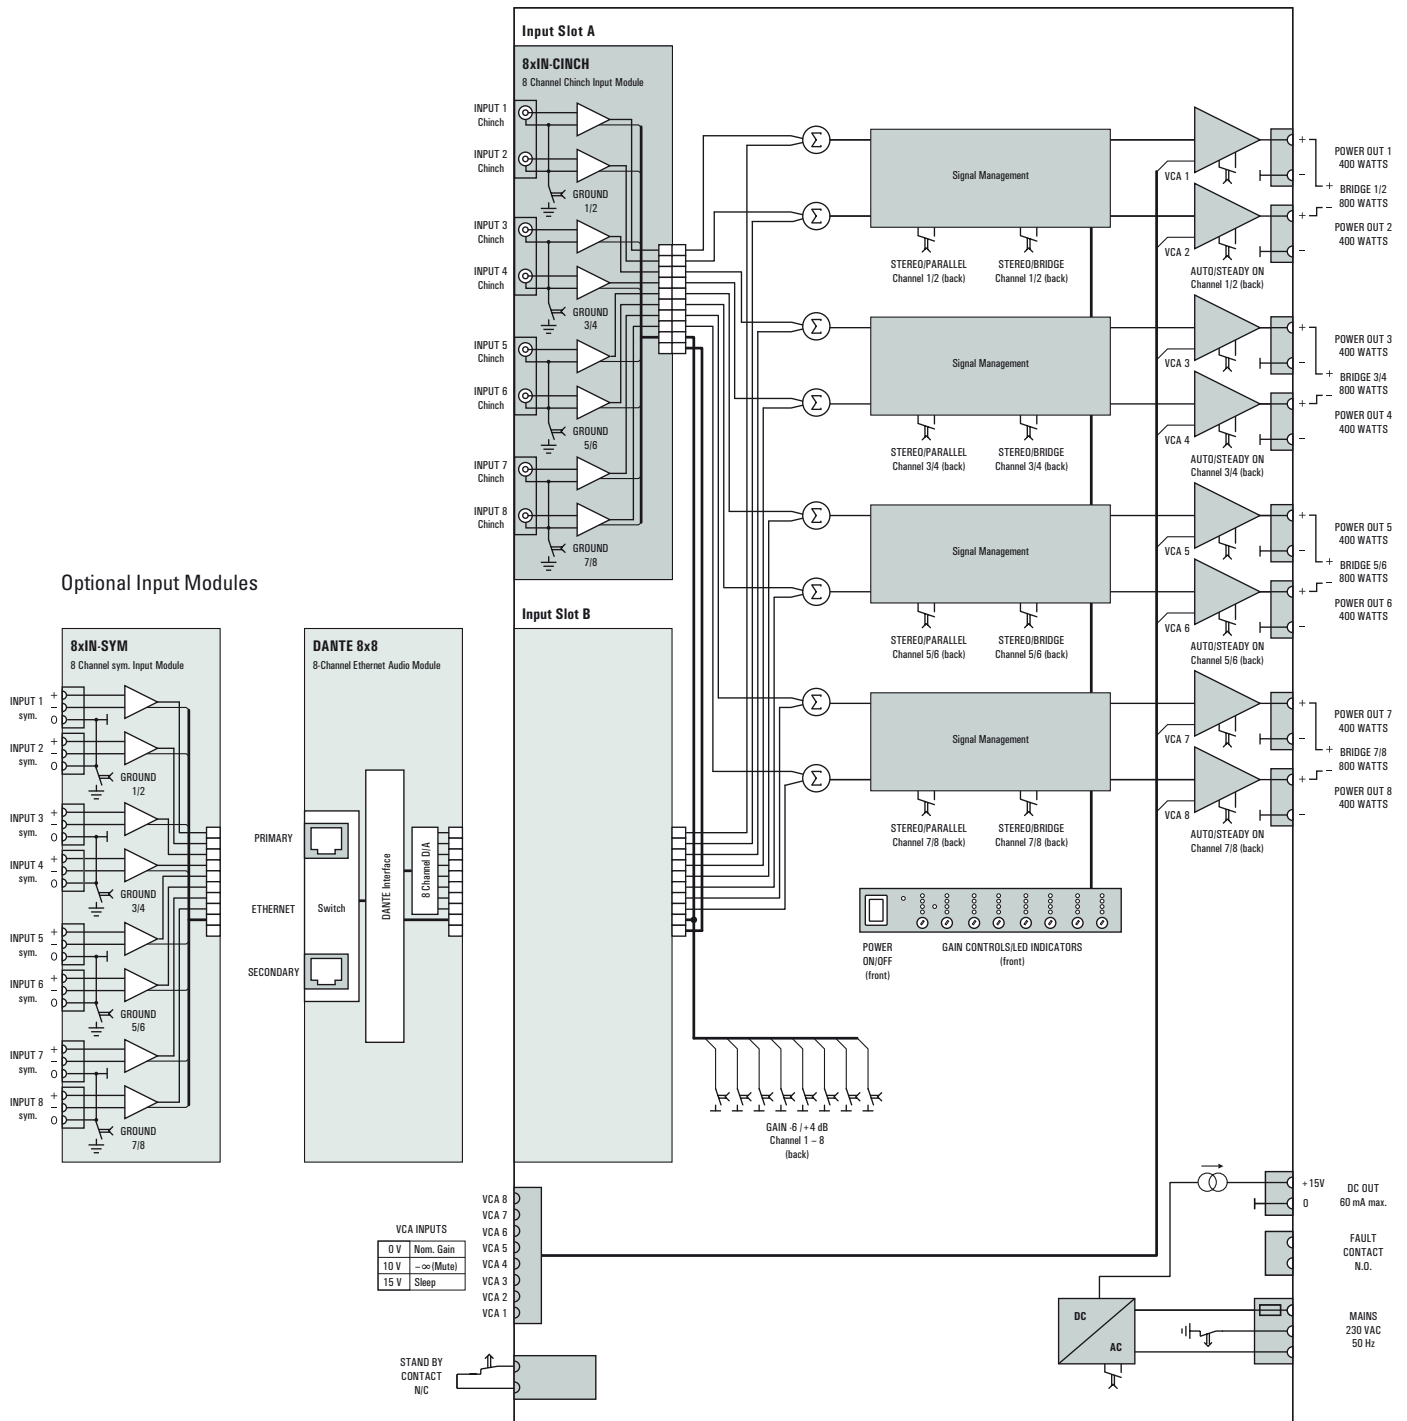 Input Slot A
8xIN-CINCH
8 Channel Chinch Input Module
INPUT 1
Chinch
INPUT 2
Chinch
GROUND
1/2
INPUT 3
Chinch
INPUT 4
Chinch
GROUND
3/4
INPUT 5
Chinch
INPUT 6
Chinch
GROUND
5/6
INPUT 7
Chinch
INPUT 8
Chinch
GROUND
7/8
Σ
Σ
Signal Management
STEREO/PARALLEL
Channel 1/2 (back)
STEREO/BRIDGE
Channel 1/2 (back)
VCA 1
VCA 2
AUTO/STEADY ON
Channel 1/2 (back)
+
−
+
−
+
−
POWER OUT 1
400 WATTS
BRIDGE 1/2
800 WATTS
POWER OUT 2
400 WATTS
Σ
Σ
Signal Management
STEREO/PARALLEL
Channel 3/4 (back)
STEREO/BRIDGE
Channel 3/4 (back)
VCA 3
VCA 4
AUTO/STEADY ON
Channel 3/4 (back)
+
−
+
−
+
−
POWER OUT 3
400 WATTS
BRIDGE 3/4
800 WATTS
POWER OUT 4
400 WATTS
Σ
Σ
Signal Management
STEREO/PARALLEL
Channel 5/6 (back)
STEREO/BRIDGE
Channel 5/6 (back)
VCA 5
VCA 6
AUTO/STEADY ON
Channel 5/6 (back)
+
−
+
−
+
−
POWER OUT 5
400 WATTS
BRIDGE 5/6
800 WATTS
POWER OUT 6
400 WATTS
Σ
Σ
Signal Management
STEREO/PARALLEL
Channel 7/8 (back)
STEREO/BRIDGE
Channel 7/8 (back)
VCA 7
VCA 8
AUTO/STEADY ON
Channel 7/8 (back)
+
−
+
−
+
−
POWER OUT 7
400 WATTS
BRIDGE 7/8
800 WATTS
POWER OUT 8
400 WATTS
Optional Input Modules
8xIN-SYM
8 Channel sym. Input Module
INPUT 1
sym.
+
−
0
INPUT 2
sym.
+
−
0
GROUND
1/2
INPUT 3
sym.
+
−
0
INPUT 4
sym.
+
−
0
GROUND
3/4
INPUT 5
sym.
+
−
0
INPUT 6
sym.
+
−
0
GROUND
5/6
INPUT 7
sym.
+
−
0
INPUT 8
sym.
+
−
0
GROUND
7/8
DANTE 8x8
8-Channel Ethernet Audio Module
PRIMARY
ETHERNET
SECONDARY
Switch
DANTE Interface
8 Channel D/A
Input Slot B
POWER
ON/OFF
(front)
GAIN CONTROLS/LED INDICATORS
(front)
GAIN -6 /+4 dB
Channel 1 – 8
(back)
VCA INPUTS
0 V Nom. Gain
10 V −∞(Mute)
15 V Sleep
VCA 8
VCA 7
VCA 6
VCA 5
VCA 4
VCA 3
VCA 2
VCA 1
STAND BY
CONTACT
N/C
+15V
0
DC OUT
60 mA max.
FAULT
CONTACT
N.O.
DC
AC
MAINS
230 VAC
50 Hz